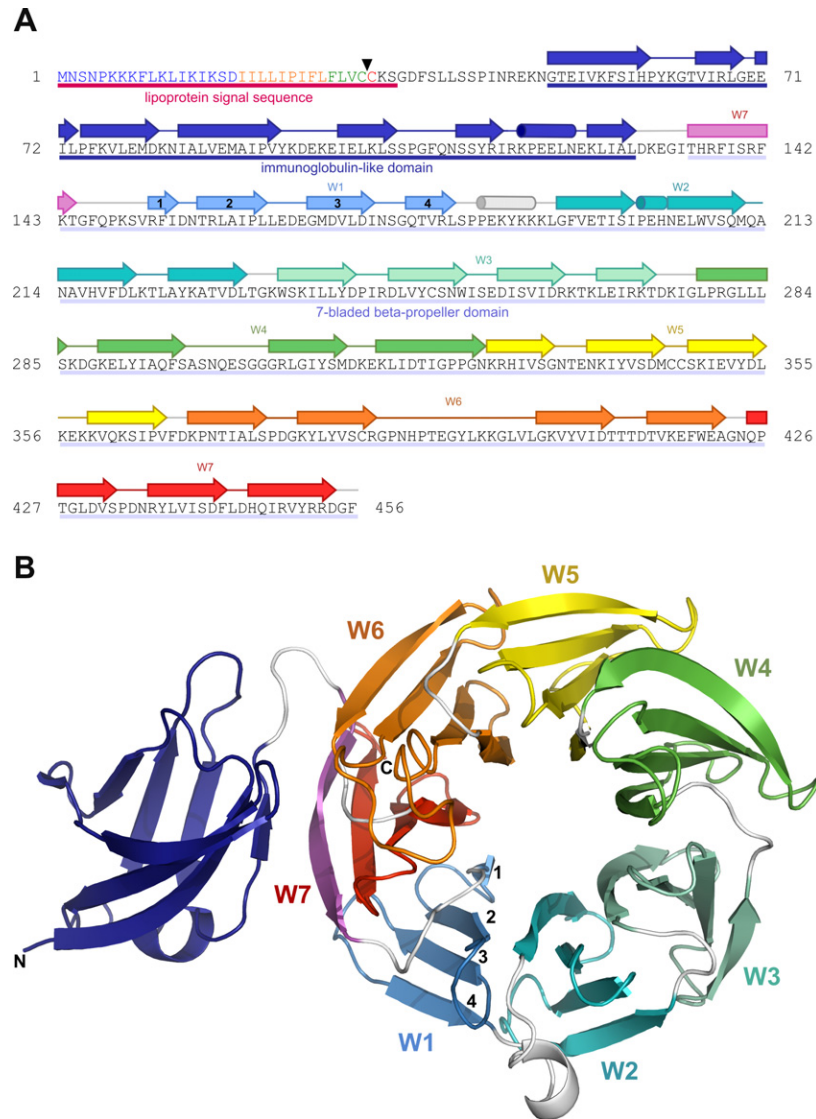 A
1 MNSNPKKKFLKLIKIKSDIILLIPIFLFLVCCKSGDFSLLSSPINREKNGTEIVKFSIHPYKGTVIRLGEE 71
lipoprotein signal sequence
W7
72 ILPFKVLEMDKNIALVEMAIPVYKDEKEIELKLSSPGFQNSSYRIRKPEELNEKLIALDKEGITHRFISRF 142
immunoglobulin-like domain
1 2 W1 3 4 W2
143 KTGFQPKSVRFIDNTRLAIPLLEDEGMDVLDINSGQTVRLSPPEKYKKKLGFVETISIPEHNELWVSQMQA 213
W3
214 NAVHVFDLKTLAYKATVDLTGKWSKILLYDPIRDLVYCSNWISEDISVIDRKTKLEIRKTDKIGLPRGLLL 284
7-bladed beta-propeller domain
W4 W5
285 SKDGKELYIAQFSASNQESGGGRLGIYSMDKEKLIDTIGPPGNKRHIVSGNTENKIYVSDMCCSKIEVYDL 355
W6
356 KEKKVQKSIPVFDKPNTIALSPDGKYLYVSCRGPNHPTEGYLKKGLVLGKVYVIDTTTDTVKEFWEAGNQP 426
W7
427 TGLDVSPDNRYLVISDFLDHQIRVYRRDGF 456
B
W5
W6
W4
C
1
W7
2
3
N
4
W3
W1
W2